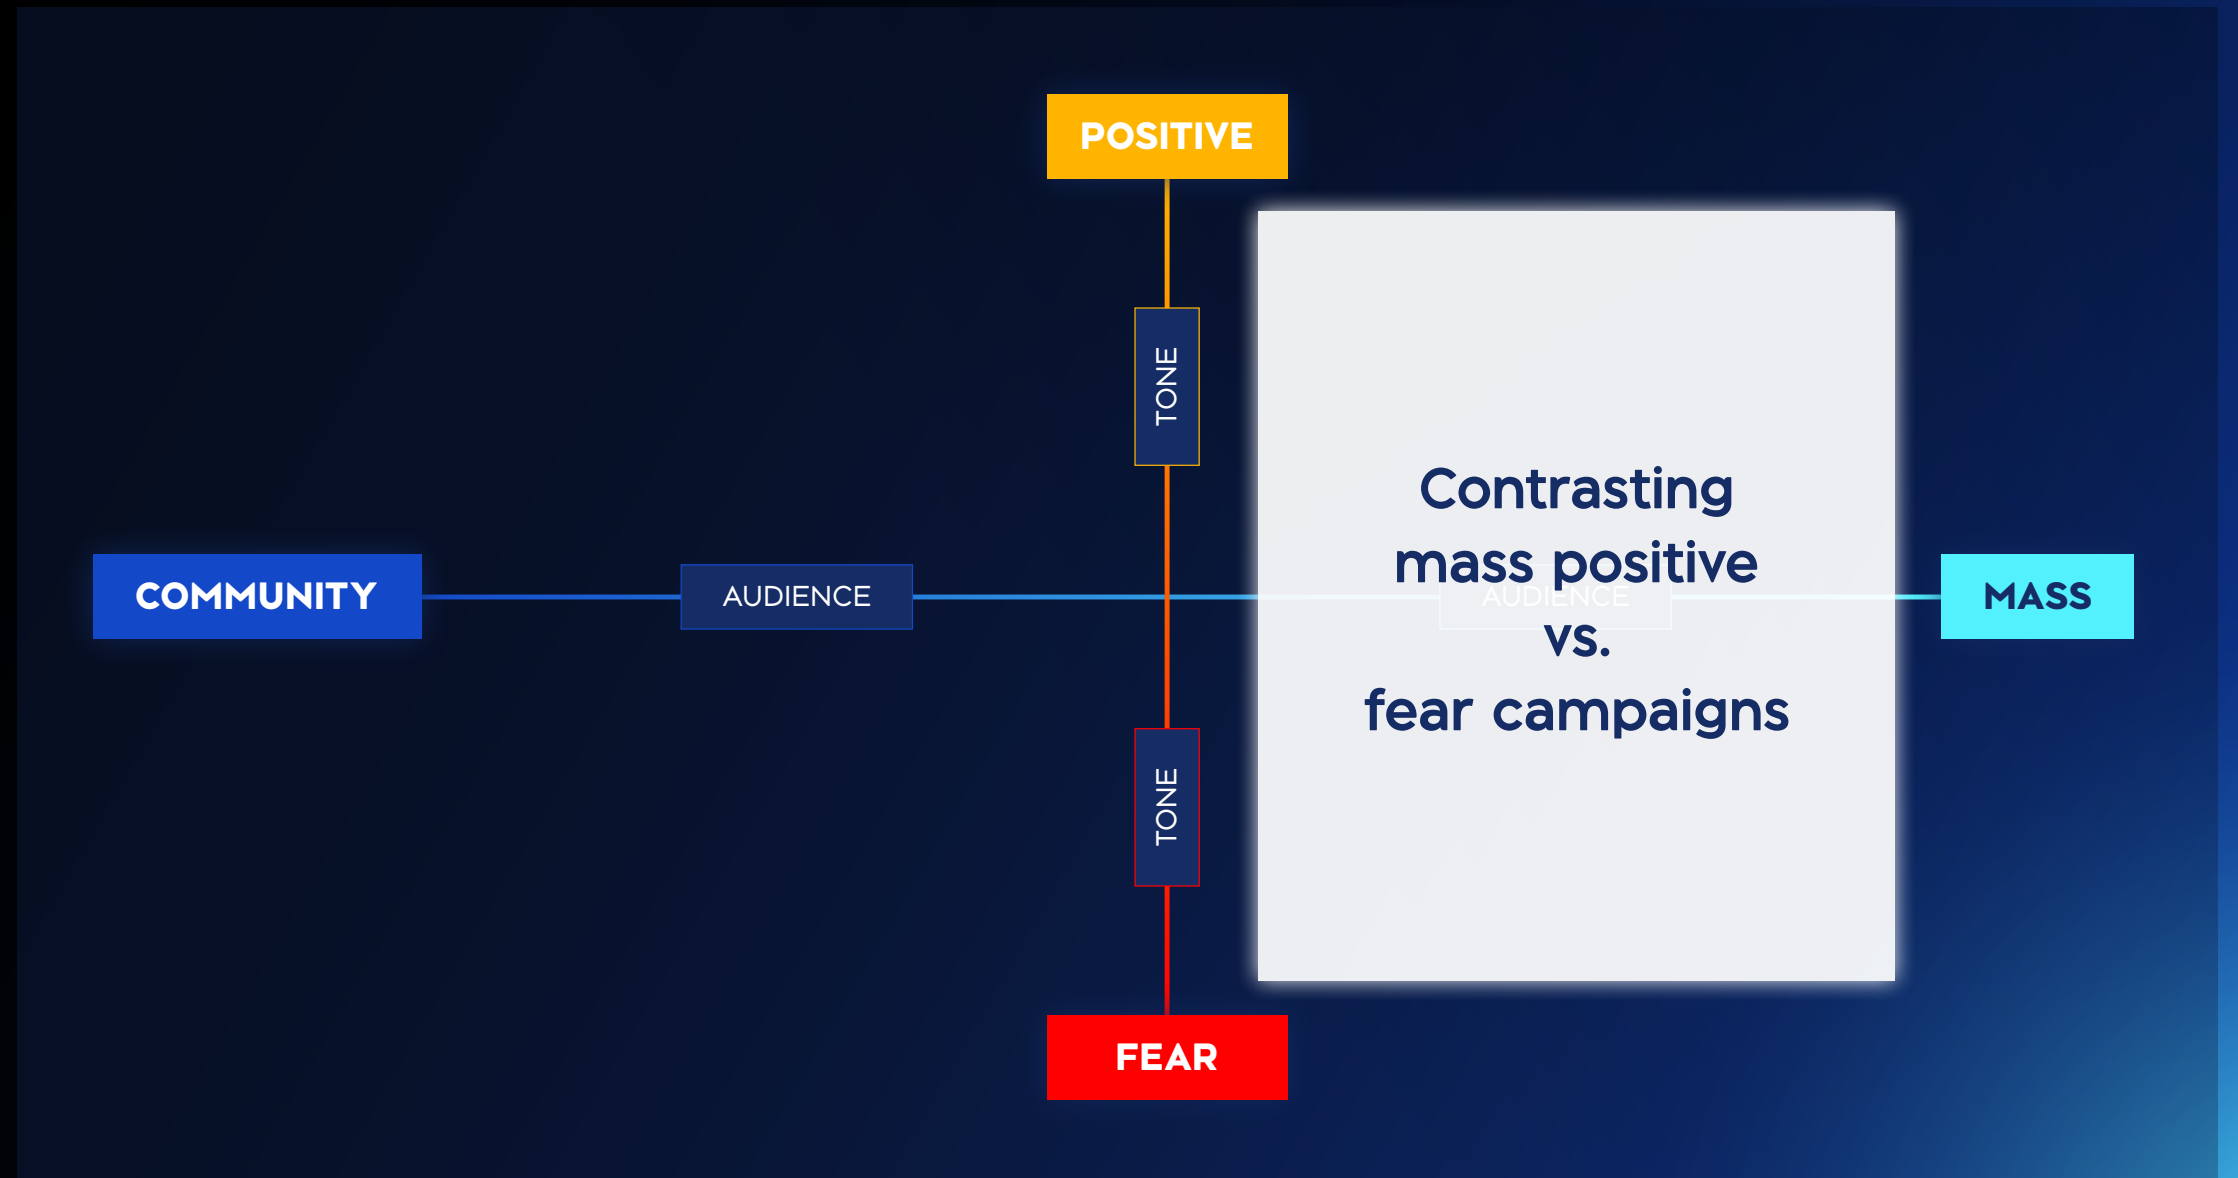 POSITIVE
TONE
Contrasting
mass positive
vs.
fear campaigns
COMMUNITY
AUDIENCE
AUDIENCE
MASS
TONE
FEAR